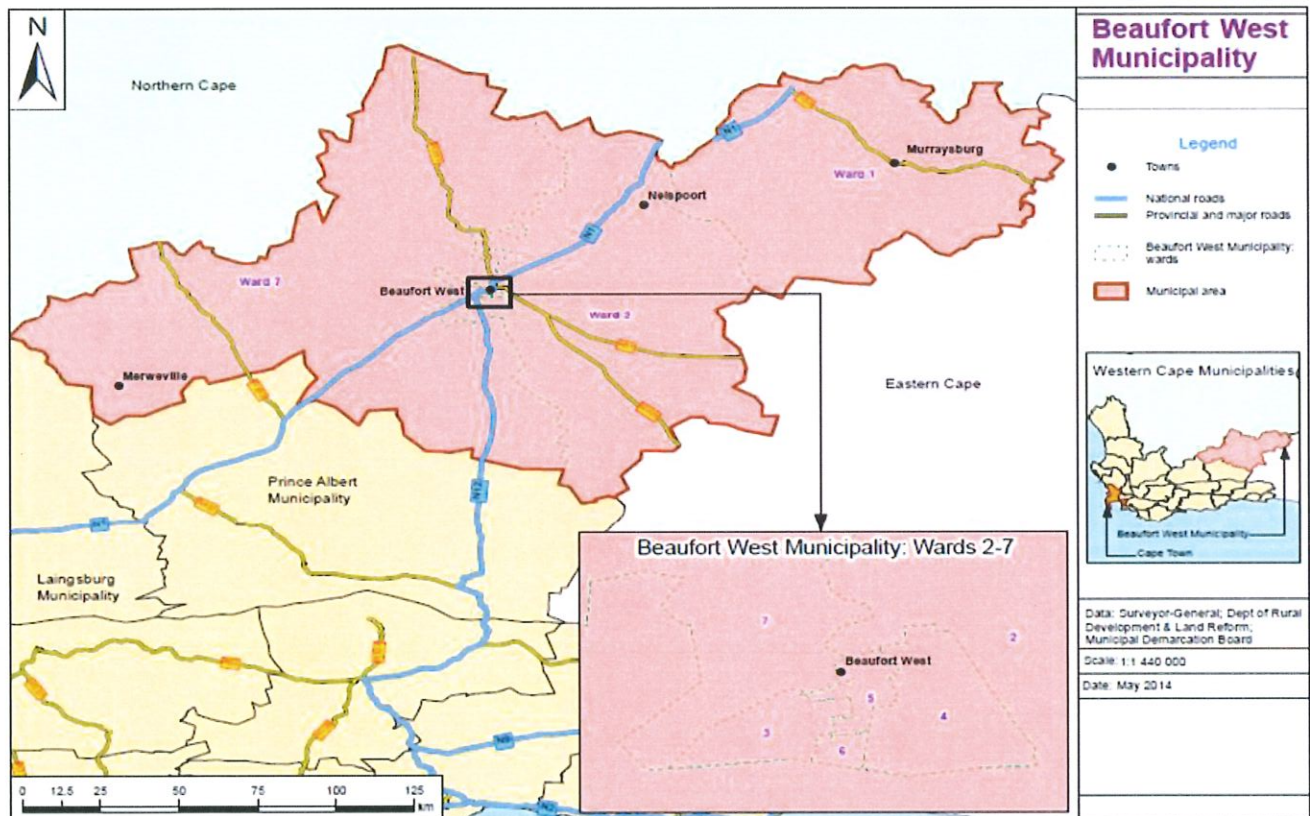 N
Northern Cape
N1
Murraysburg
Ward 1
Nelspoort
N1
Ward 7
Beaufort West
Ward 2
Merweville
Eastern Cape
Prince Albert
Municipality
N12
N1
Laingsburg
Municipality
N9
N2
0 12.5 25 50 75 100 125
km
Beaufort West Municipality: Wards 2-7
7
2
Beaufort West
5
4
3
6
Beaufort West
Municipality
Legend
Towns
National roads
Provincial and major roads
Beaufort West Municipality:
wards
Municipal area
Western Cape Municipalities
Beaufort West Municipality
Cape Town
Data: Surveyor-General; Dept of Rural
Development & Land Reform;
Municipal Demarcation Board
Scale: 1:1 440 000
Date: May 2014